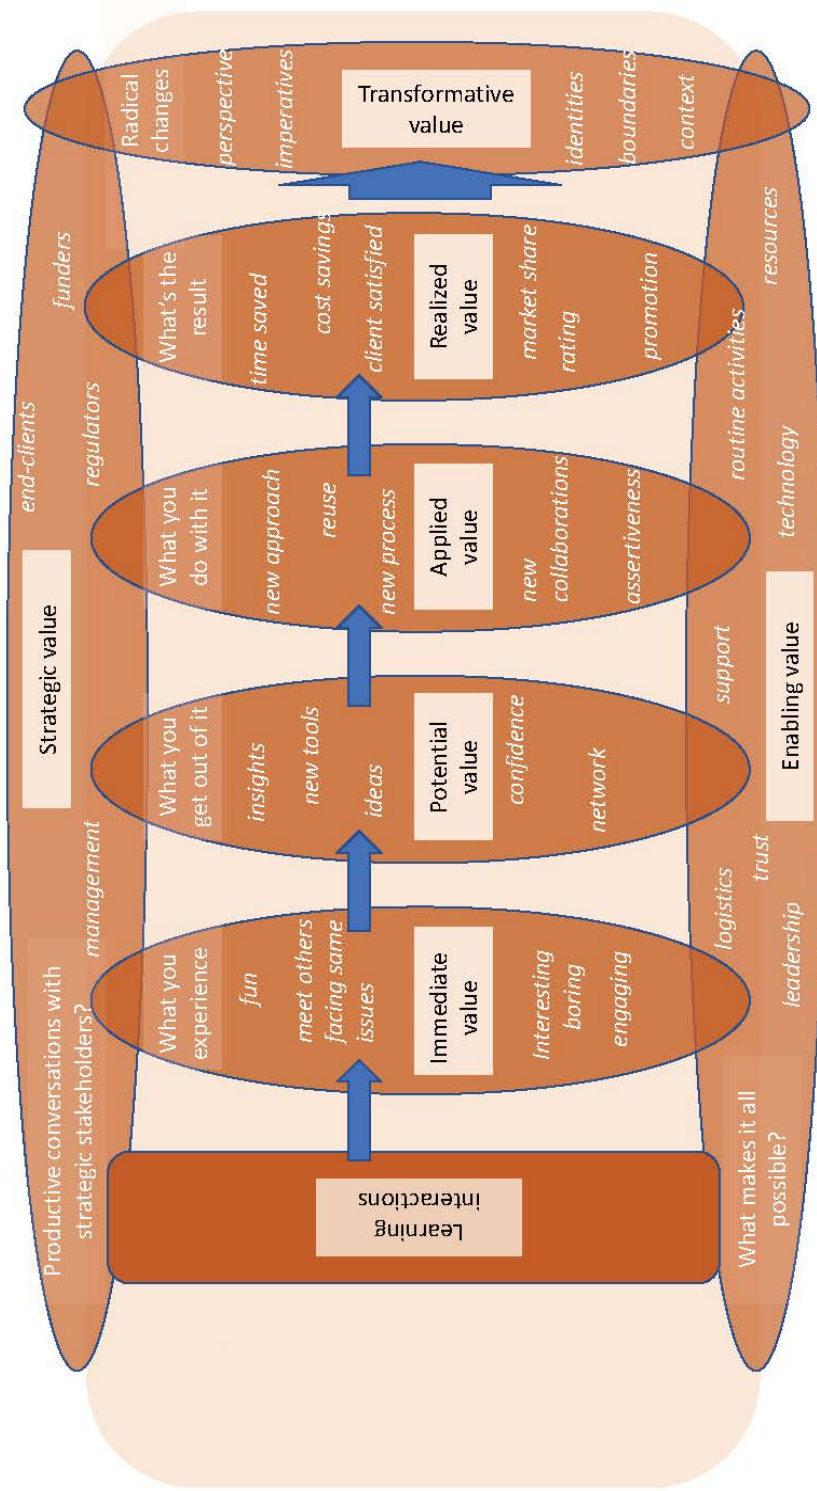 Productive conversations with
strategic stakeholders?
management
Strategic value
end-clients
regulators
funders
Learning
interactions
What you
experience
fun
meet others
facing same
issues
Immediate
value
Interesting
boring
engaging
What you
get out of it
insights
new tools
ideas
Potential
value
confidence
network
What you
do with it
new approach
reuse
new process
Applied
value
new
collaborations
assertiveness
What's the
result
time saved
cost savings
client satisfied
Realized
value
market share
rating
promotion
Radical
changes
perspective
imperatives
Transformative
value
identities
boundaries
context
What makes it all
possible?
leadership
logistics
trust
support
Enabling value
technology
routine activities
resources